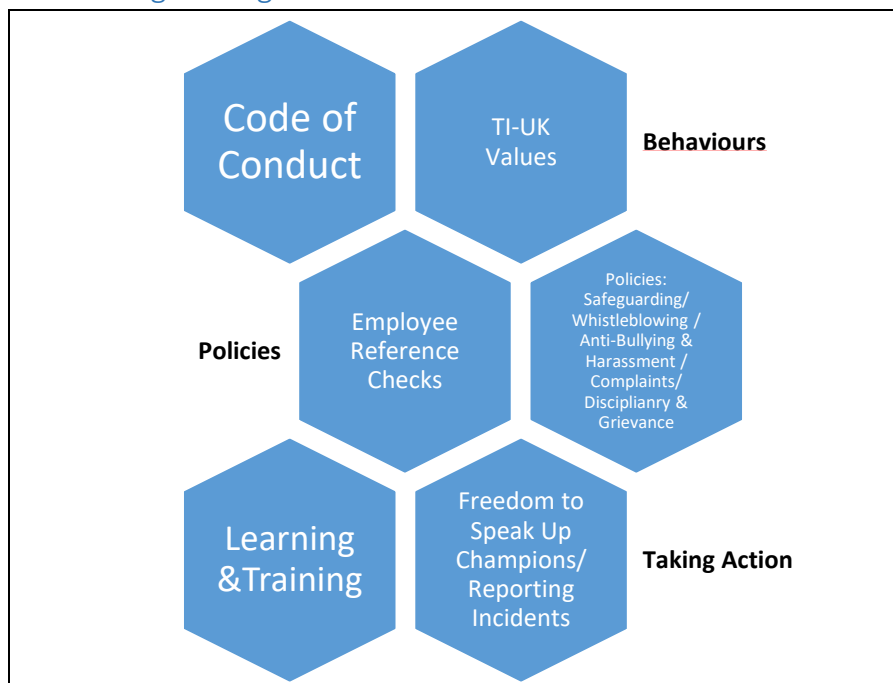 Code of
Conduct
TI-UK
Values
Behaviours
Policies
Employee
Reference
Checks
Policies:
Safeguarding/
Whistleblowing /
Anti-Bullying &
Harassment /
Complaints/
Disciplianry &
Grievance
Learning
&Training
Freedom to
Speak Up
Champions/
Reporting
Incidents
Taking Action